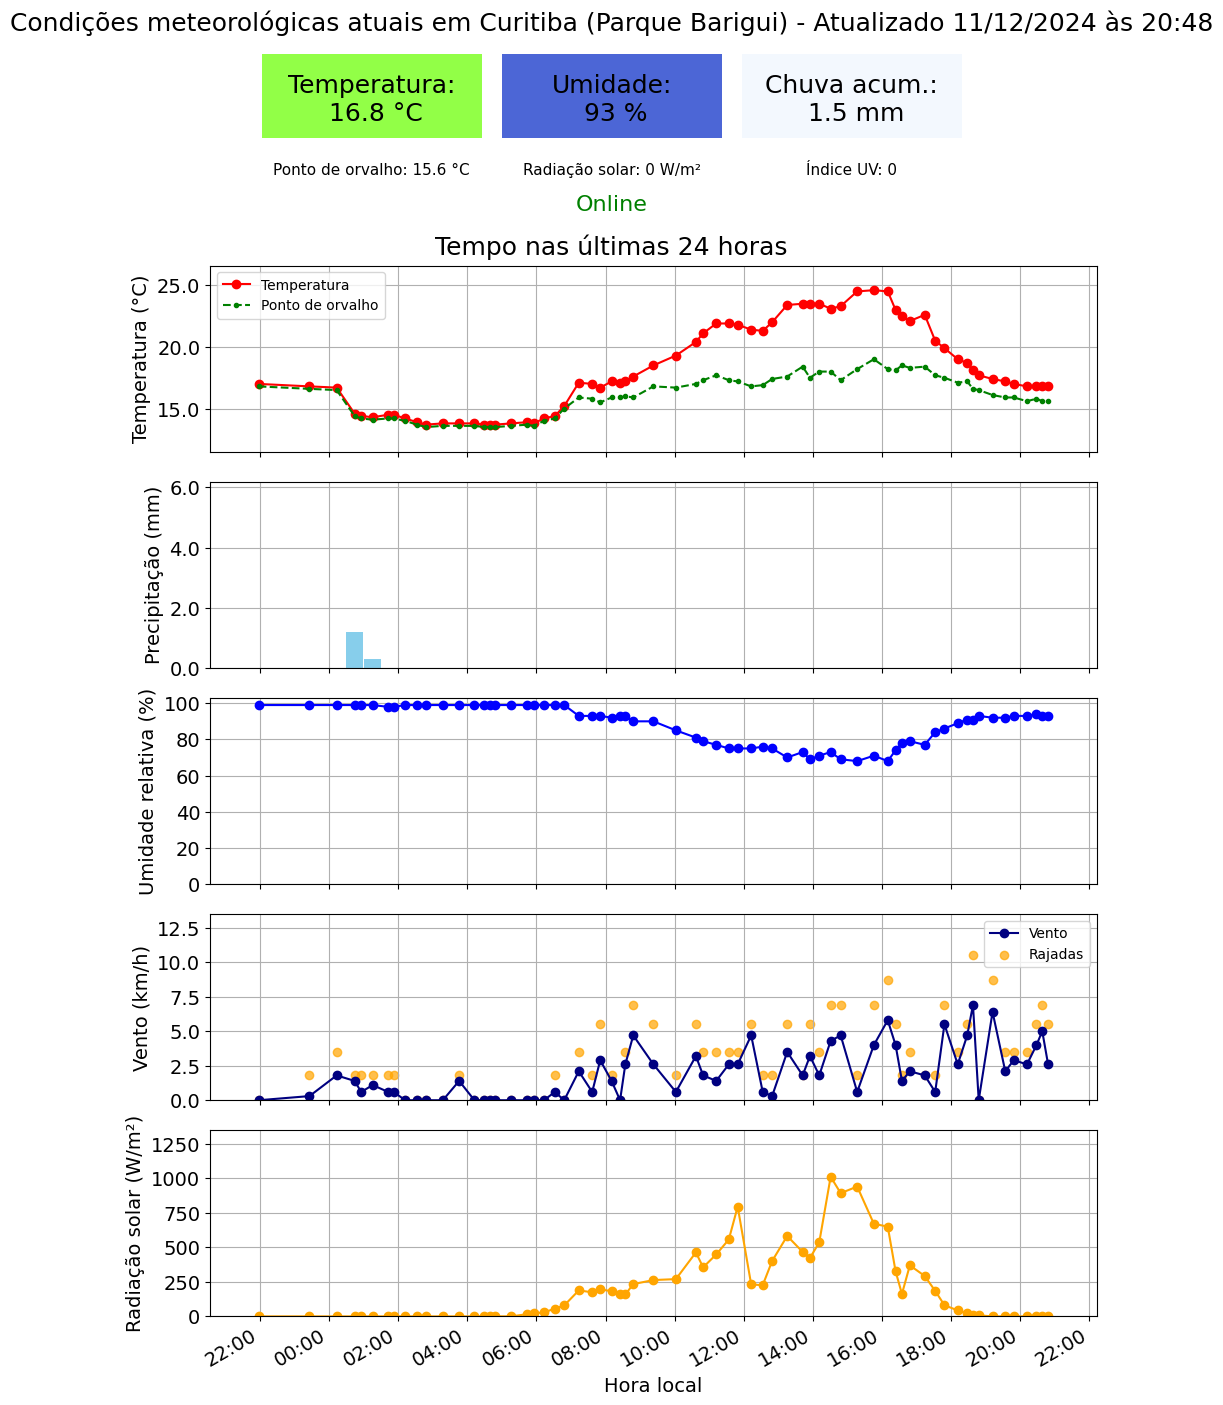 Condições meteorológicas atuais em Curitiba (Parque Barigui) - Atualizado 11/12/2024 às 20:48
Temperatura:
16.8 °C
Umidade:
93 %
Chuva acum.:
1.5 mm
Ponto de orvalho: 15.6 °C
Radiação solar: 0 W/m²
Índice UV: 0
Online
Tempo nas últimas 24 horas
Temperatura (°C)
25.0
20.0
15.0
Temperatura
Ponto de orvalho
Precipitação (mm)
6.0
4.0
2.0
0.0
Umidade relativa (%)
100
80
60
40
20
0
Vento (km/h)
12.5
10.0
7.5
5.0
2.5
0.0
Vento
Rajadas
Radiação solar (W/m²)
1250
1000
750
500
250
0
22:00
00:00
02:00
04:00
06:00
08:00
10:00
12:00
14:00
16:00
18:00
20:00
22:00
Hora local